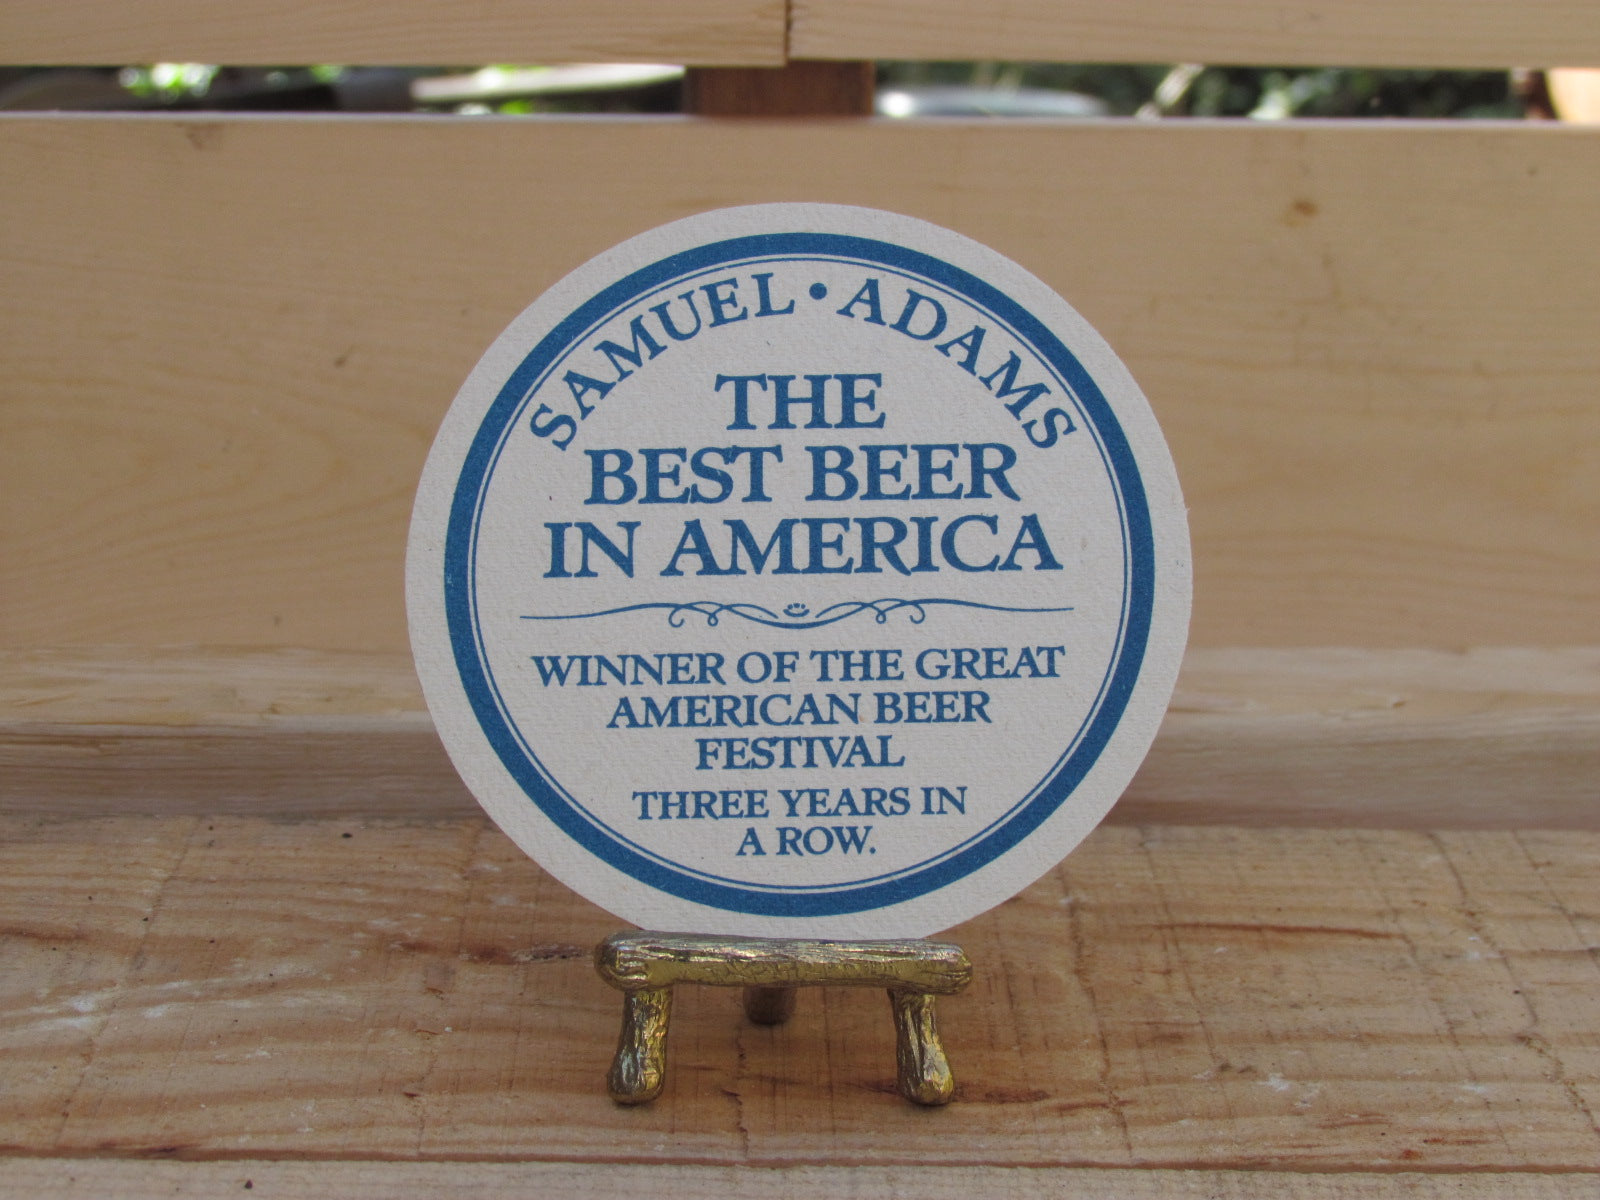 SAMUEL • ADAMS
THE
BEST BEER
IN AMERICA
WINNER OF THE GREAT
AMERICAN BEER
FESTIVAL
THREE YEARS IN
A ROW.